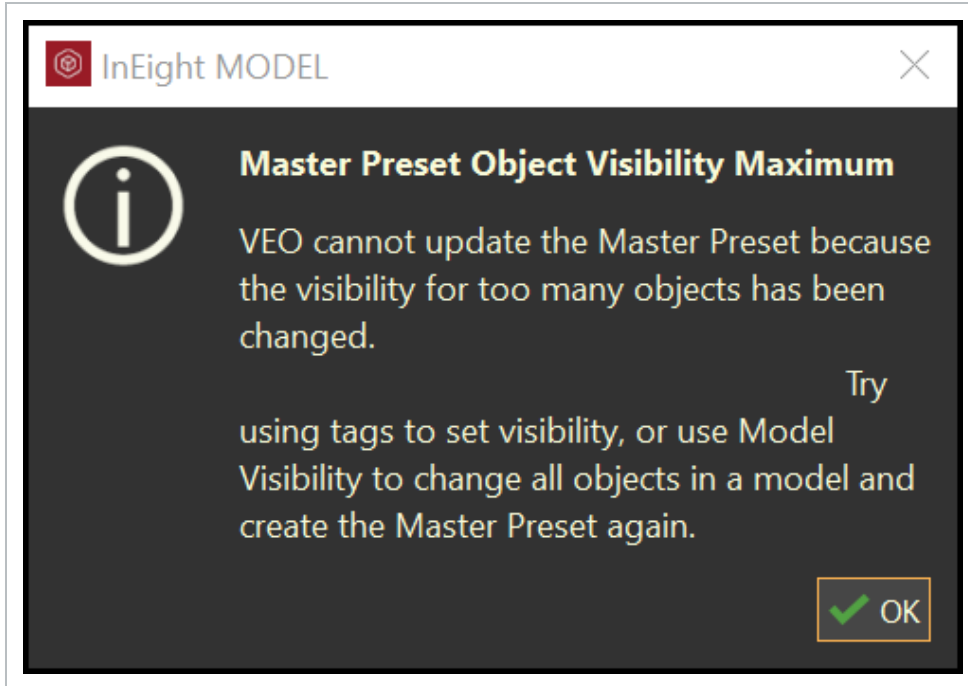 InEight MODEL
Master Preset Object Visibility Maximum
VEO cannot update the Master Preset because
the visibility for too many objects has been
changed.
Try
using tags to set visibility, or use Model
Visibility to change all objects in a model and
create the Master Preset again.
OK